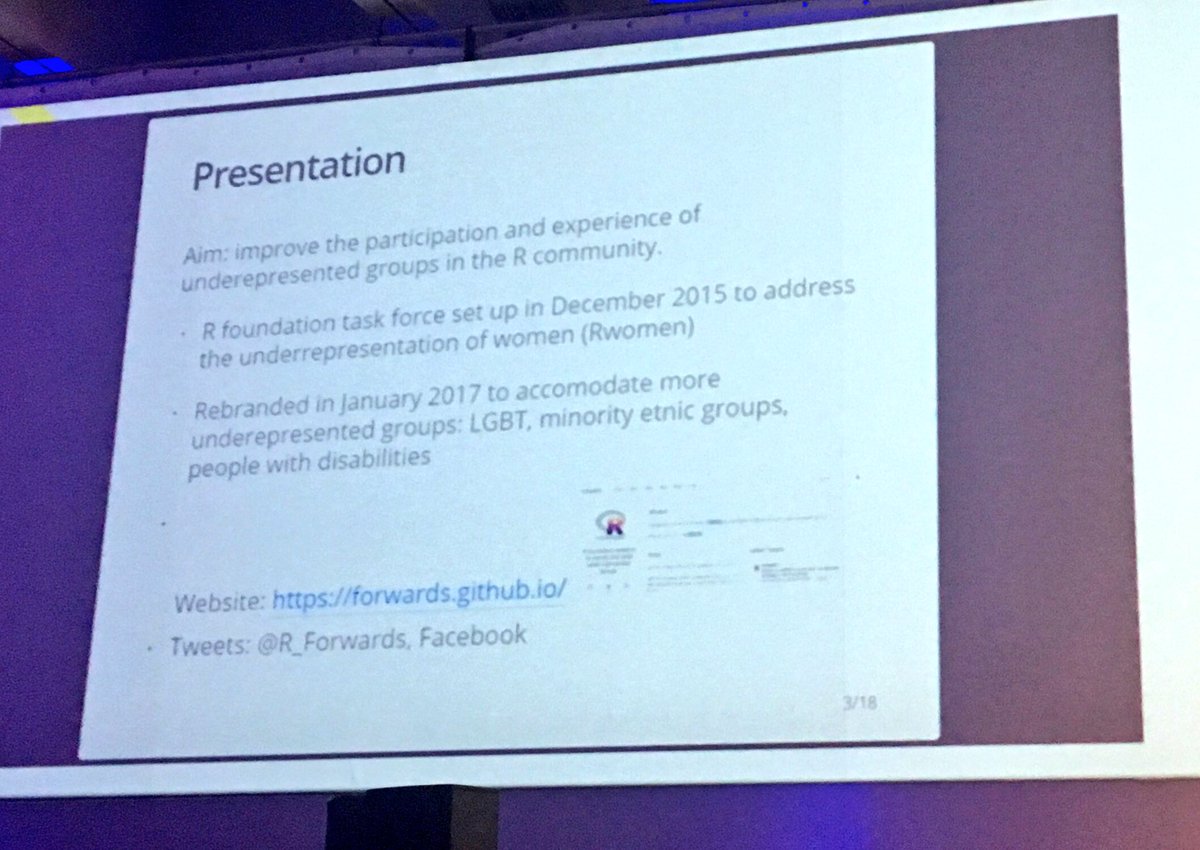 Presentation
Aim: improve the participation and experience of
underepresented groups in the R community.
· R foundation task force set up in December 2015 to address
the underrepresentation of women (Rwomen)
· Rebranded in January 2017 to accomodate more
underepresented groups: LGBT, minority etnic groups,
people with disabilities
R
Website: https://forwards.github.io/
· Tweets: @R_Forwards, Facebook
3/18